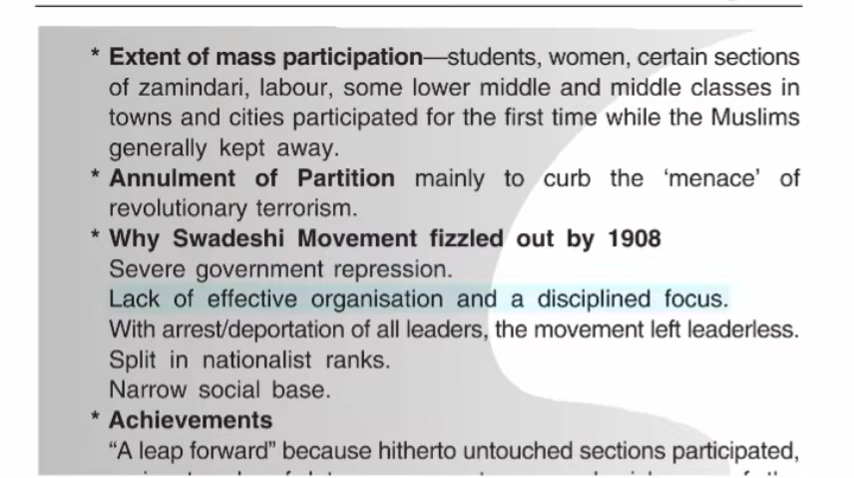 * Extent of mass participation—students, women, certain sections
of zamindari, labour, some lower middle and middle classes in
towns and cities participated for the first time while the Muslims
generally kept away.
* Annulment of Partition mainly to curb the ‘menace’ of
revolutionary terrorism.
* Why Swadeshi Movement fizzled out by 1908
Severe government repression.
Lack of effective organisation and a disciplined focus.
With arrest/deportation of all leaders, the movement left leaderless.
Split in nationalist ranks.
Narrow social base.
* Achievements
“A leap forward” because hitherto untouched sections participated,